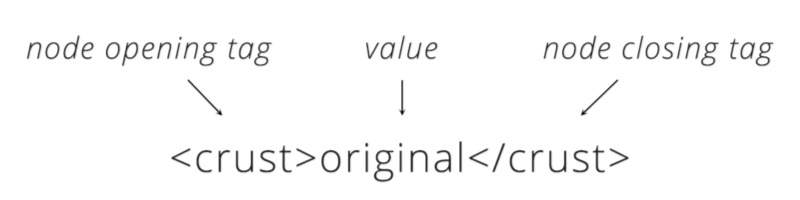 node opening tag value node closing tag
<crust>original</crust>